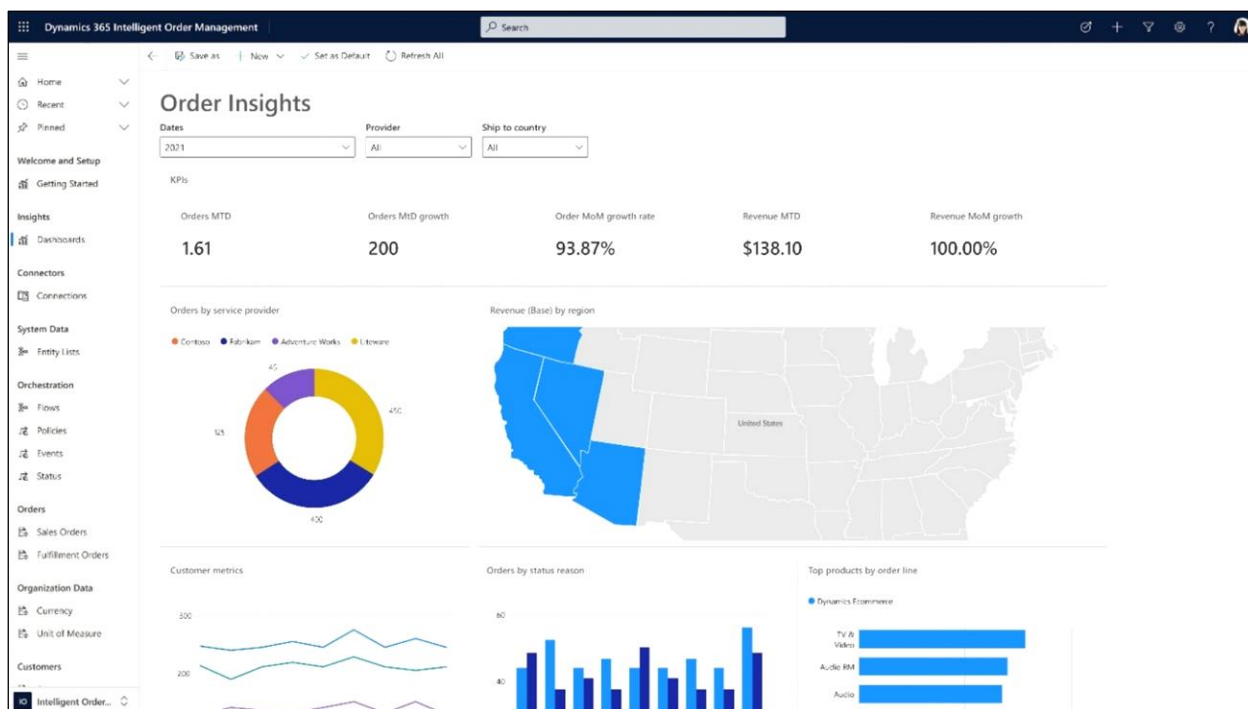 Dynamics 365 Intelligent Order Management
Search
Save as
New
Set as Default
Refresh All
Home
Recent
Pinned
Welcome and Setup
Getting Started
Insights
Dashboards
Connectors
Connections
System Data
Entity Lists
Orchestration
Flows
Policies
Events
Status
Orders
Sales Orders
Fulfillment Orders
Organization Data
Currency
Unit of Measure
Customers
IO Intelligent Order...
Order Insights
Dates
Provider
Ship to country
2021
All
All
KPIs
Orders MTD
Orders MtD growth
Order MoM growth rate
Revenue MTD
Revenue MoM growth
1.61
200
93.87%
$138.10
100.00%
Orders by service provider
Contoso
Fabrikam
Adventure Works
Liteware
45
450
400
Revenue (Base) by region
United States
Customer metrics
300
200
Orders by status reason
60
40
Top products by order line
Dynamics Ecommerce
TV &
Video
Audio RM
Audio